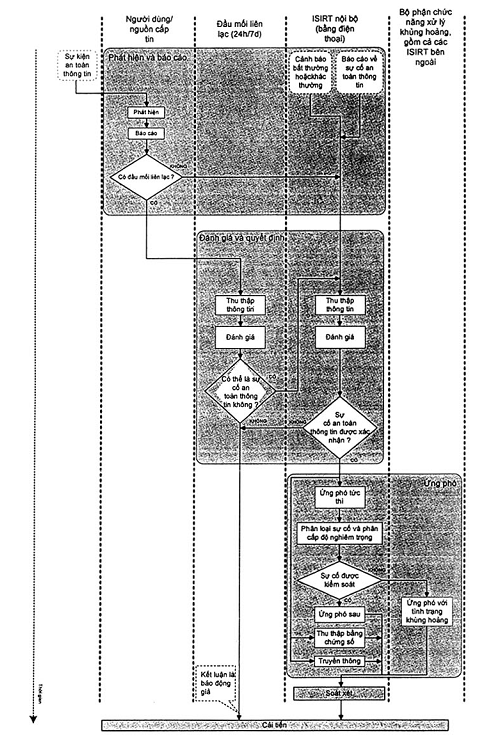 Người dùng/
nguồn cấp
tin
Đầu mối liên
lạc (24h/7d)
ISIRT nội bộ
(bằng điện
thoại)
Bộ phận chức
năng xử lý
khủng hoảng,
gồm cả các
ISIRT bên
ngoài
Sự kiện
an toàn
thông tin
Phát hiện và báo cáo
Cảnh báo
bất thường
hoặc khác
thường
Báo cáo về
sự cố an toàn
thông tin
Phát hiện
Báo cáo
Có đầu mối liên lạc ?
KHÔNG
CÓ
Đánh giá và quyết định
Thu thập
thông tin
Thu thập
thông tin
Đánh giá
Đánh giá
Có thể là sự
cố an
toàn thông
tin không ?
CÓ
KHÔNG
Sự
cố an toàn
thông tin được xác
nhận ?
KHÔNG
CÓ
Ứng phó
Ứng phó tức
thì
Phân loại sự cố và phân
cấp độ nghiêm trọng
Sự cố được
kiểm soát
KHÔNG
CÓ
Ứng phó sau
Ứng phó với
tình trạng
khủng hoảng
Thu thập bằng
chứng số
Truyền thông
Kết luận là
báo động
giả
Soát xét
Thời gian
Cải tiến